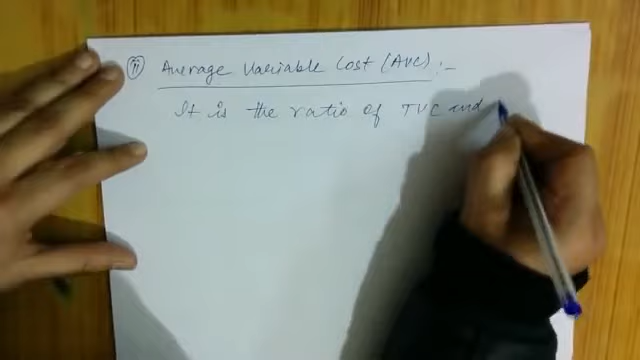 (ii) Average Variable Cost (AVC) :-
It is the ratio of TVC and